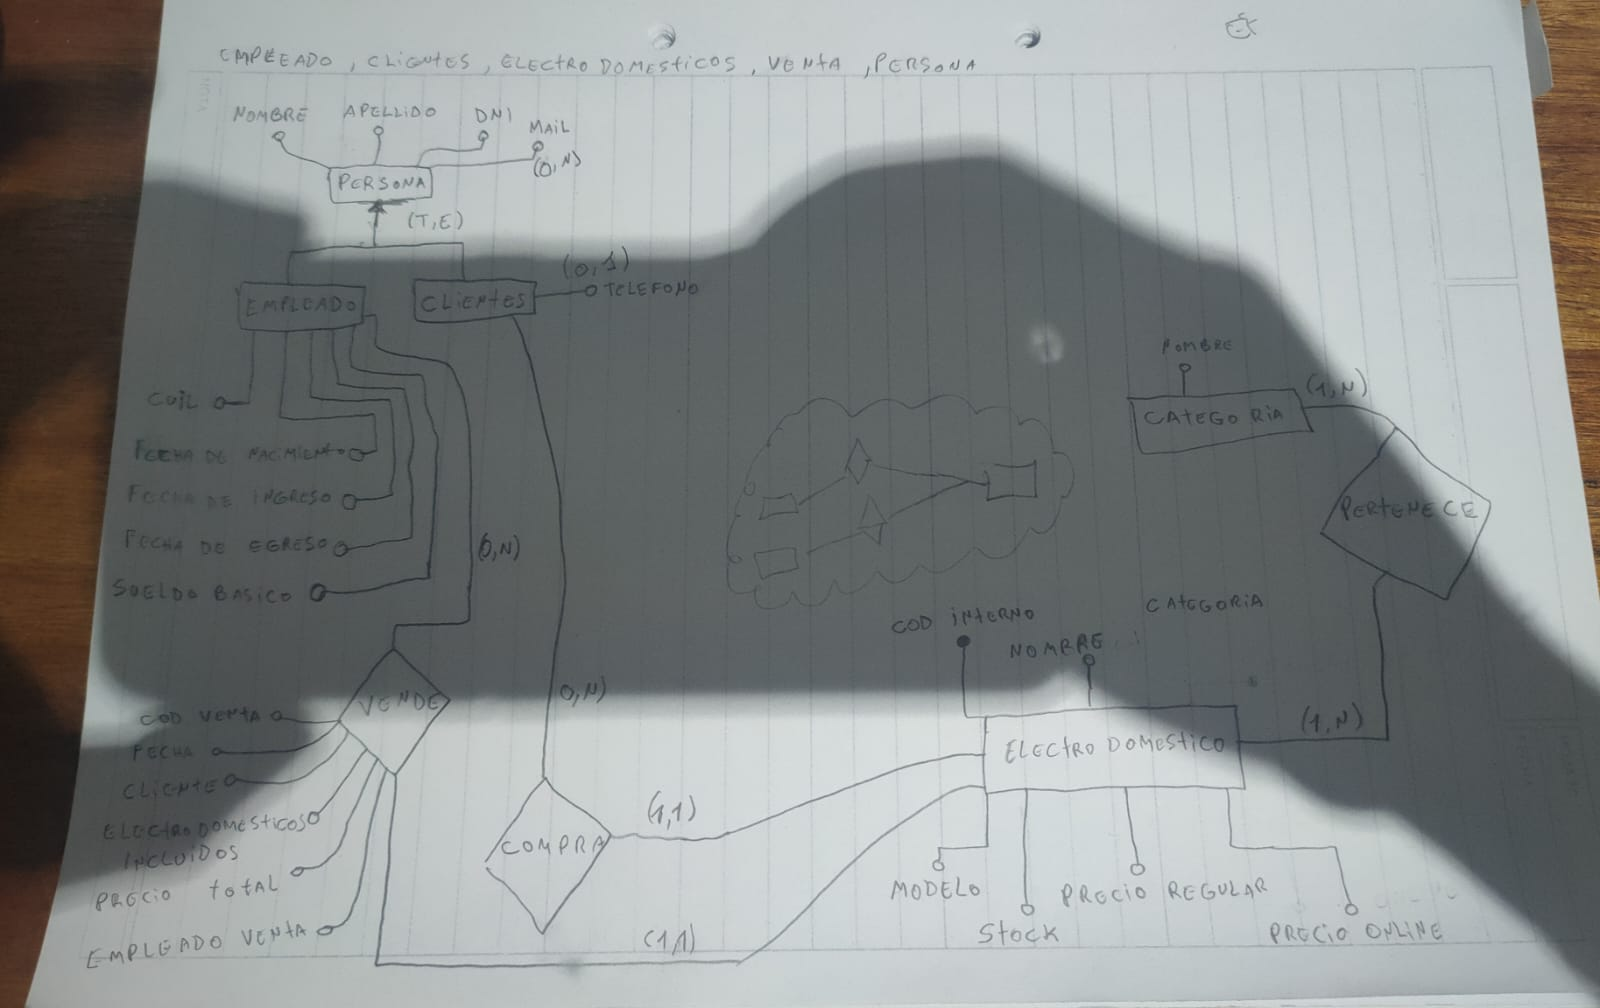 EMPLEADO, CLIENTES, ELECTRO DOMESTICOS, VENTA, PERSONA
NOMBRE APELLIDO DNI MAIL
(0,N)
PERSONA
(T,E)
EMPLEADO
CLIENTES
(0,1)
TELEFONO
CUIL
FECHA DE NACIMIENTO
FECHA DE INGRESO
FECHA DE EGRESO
SUELDO BASICO
(0,N)
NOMBRE
CATEGORIA
(1,N)
PERTENECE
CATEGORIA
COD INTERNO
NOMBRE
(1,N)
ELECTRO DOMESTICO
MODELO
STOCK
PRECIO REGULAR
PRECIO ONLINE
VENDE
COD VENTA
FECHA
CLIENTE
ELECTRO DOMESTICOS
INCLUIDOS
PRECIO TOTAL
EMPLEADO VENTA
0,N)
COMPRA
(1,1)
(1,1)